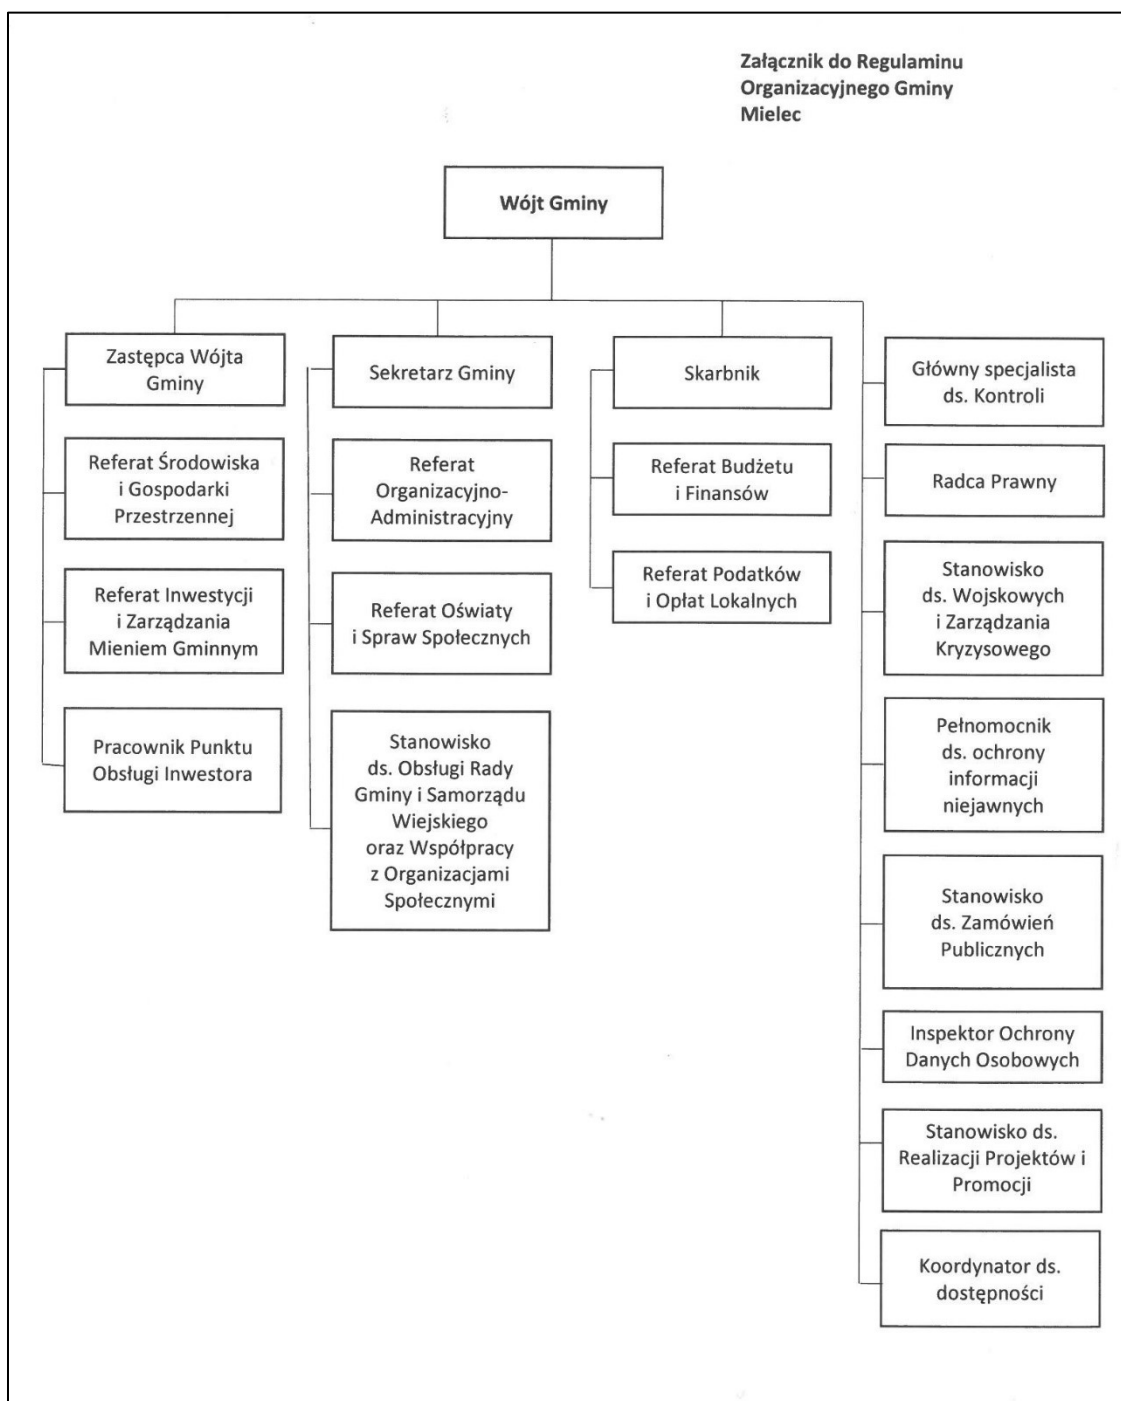 Załącznik do Regulaminu
Organizacyjnego Gminy
Mielec
Wójt Gminy
Zastępca Wójta
Gminy
Referat Środowiska
i Gospodarki
Przestrzennej
Referat Inwestycji
i Zarządzania
Mieniem Gminnym
Pracownik Punktu
Obsługi Inwestora
Sekretarz Gminy
Referat
Organizacyjno-
Administracyjny
Referat Oświaty
i Spraw Społecznych
Stanowisko
ds. Obsługi Rady
Gminy i Samorządu
Wiejskiego
oraz Współpracy
z Organizacjami
Społecznymi
Skarbnik
Referat Budżetu
i Finansów
Referat Podatków
i Opłat Lokalnych
Główny specjalista
ds. Kontroli
Radca Prawny
Stanowisko
ds. Wojskowych
i Zarządzania
Kryzysowego
Pełnomocnik
ds. ochrony
informacji
niejawnych
Stanowisko
ds. Zamówień
Publicznych
Inspektor Ochrony
Danych Osobowych
Stanowisko ds.
Realizacji Projektów i
Promocji
Koordynator ds.
dostępności